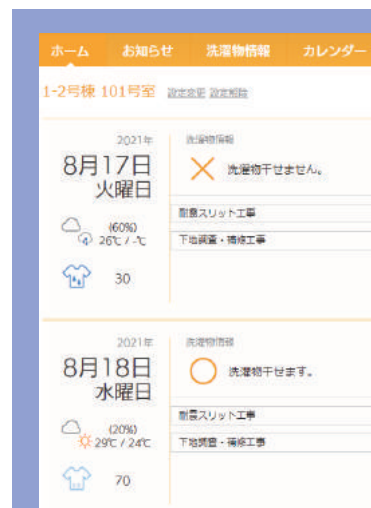 ホーム お知らせ 洗濯物情報 カレンダー
1-2号棟 101号室 設定変更 設定解除
2021年
8月17日
火曜日
(60%)
26℃ / -℃
30
洗濯物情報
洗濯物干せません。
耐震スリット工事
下地調査・補修工事
2021年
8月18日
水曜日
(20%)
29℃ / 24℃
70
洗濯物情報
洗濯物干せます。
耐震スリット工事
下地調査・補修工事